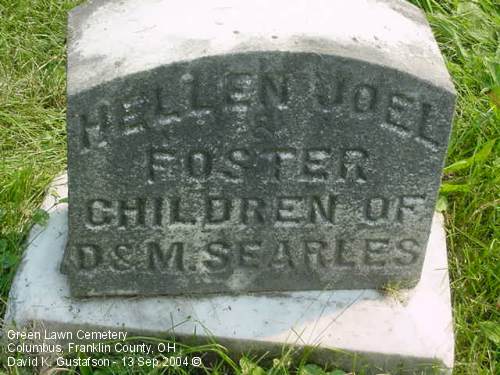 HELLEN JOEL
&
FOSTER
CHILDREN OF
D&M. SEARLES
Green Lawn Cemetery
Columbus, Franklin County, OH
David K. Gustafson - 13 Sep 2004 ©